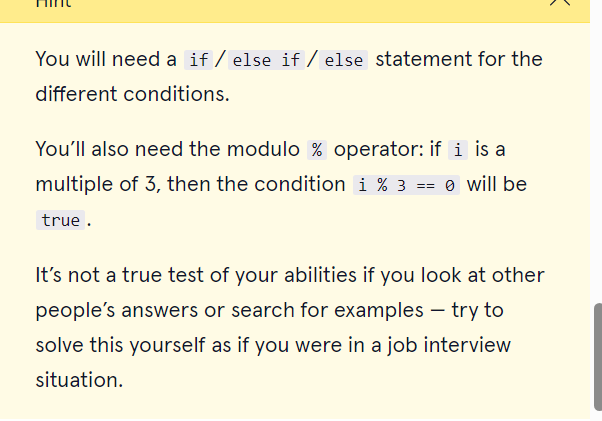 Hint
You will need a if / else if / else statement for the
different conditions.
You’ll also need the modulo % operator: if i is a
multiple of 3, then the condition i % 3 == 0 will be
true .
It’s not a true test of your abilities if you look at other
people’s answers or search for examples — try to
solve this yourself as if you were in a job interview
situation.